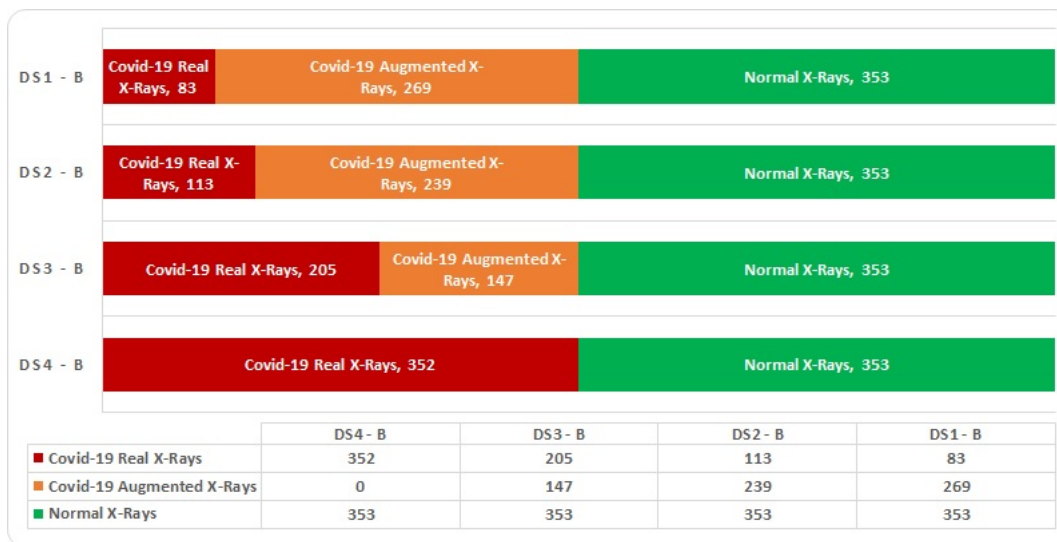 DS1 - B
Covid-19 Real
X-Rays, 83
Covid-19 Augmented X-
Rays, 269
Normal X-Rays, 353
DS2 - B
Covid-19 Real X-
Rays, 113
Covid-19 Augmented X-
Rays, 239
Normal X-Rays, 353
DS3 - B
Covid-19 Real X-Rays, 205
Covid-19 Augmented X-
Rays, 147
Normal X-Rays, 353
DS4 - B
Covid-19 Real X-Rays, 352
Normal X-Rays, 353
DS4 - B DS3 - B DS2 - B DS1 - B
Covid-19 Real X-Rays 352 205 113 83
Covid-19 Augmented X-Rays 0 147 239 269
Normal X-Rays 353 353 353 353